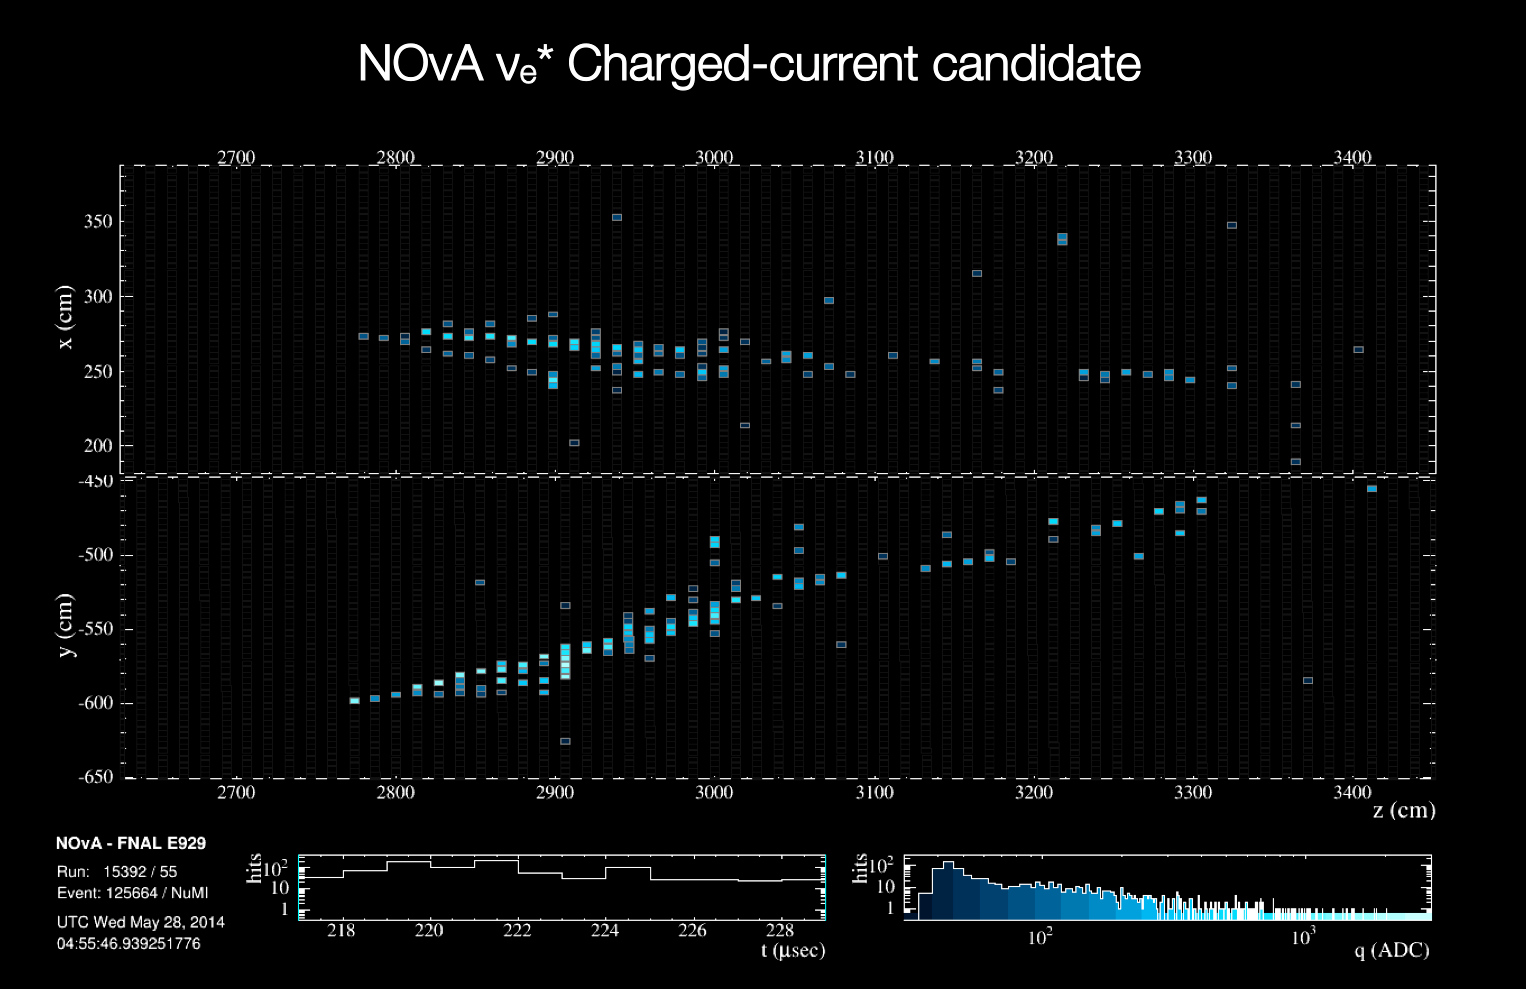 NOvA νe* Charged-current candidate
2700 2800 2900 3000 3100 3200 3300 3400
x (cm)
350
300
250
200
y (cm)
-450
-500
-550
-600
-650
2700 2800 2900 3000 3100 3200 3300 3400
z (cm)
NOvA - FNAL E929
Run: 15392 / 55
Event: 125664 / NuMI
UTC Wed May 28, 2014
04:55:46.939251776
hits
10²
10
1
218 220 222 224 226 228
t (μsec)
hits
10²
10
1
10² 10³
q (ADC)